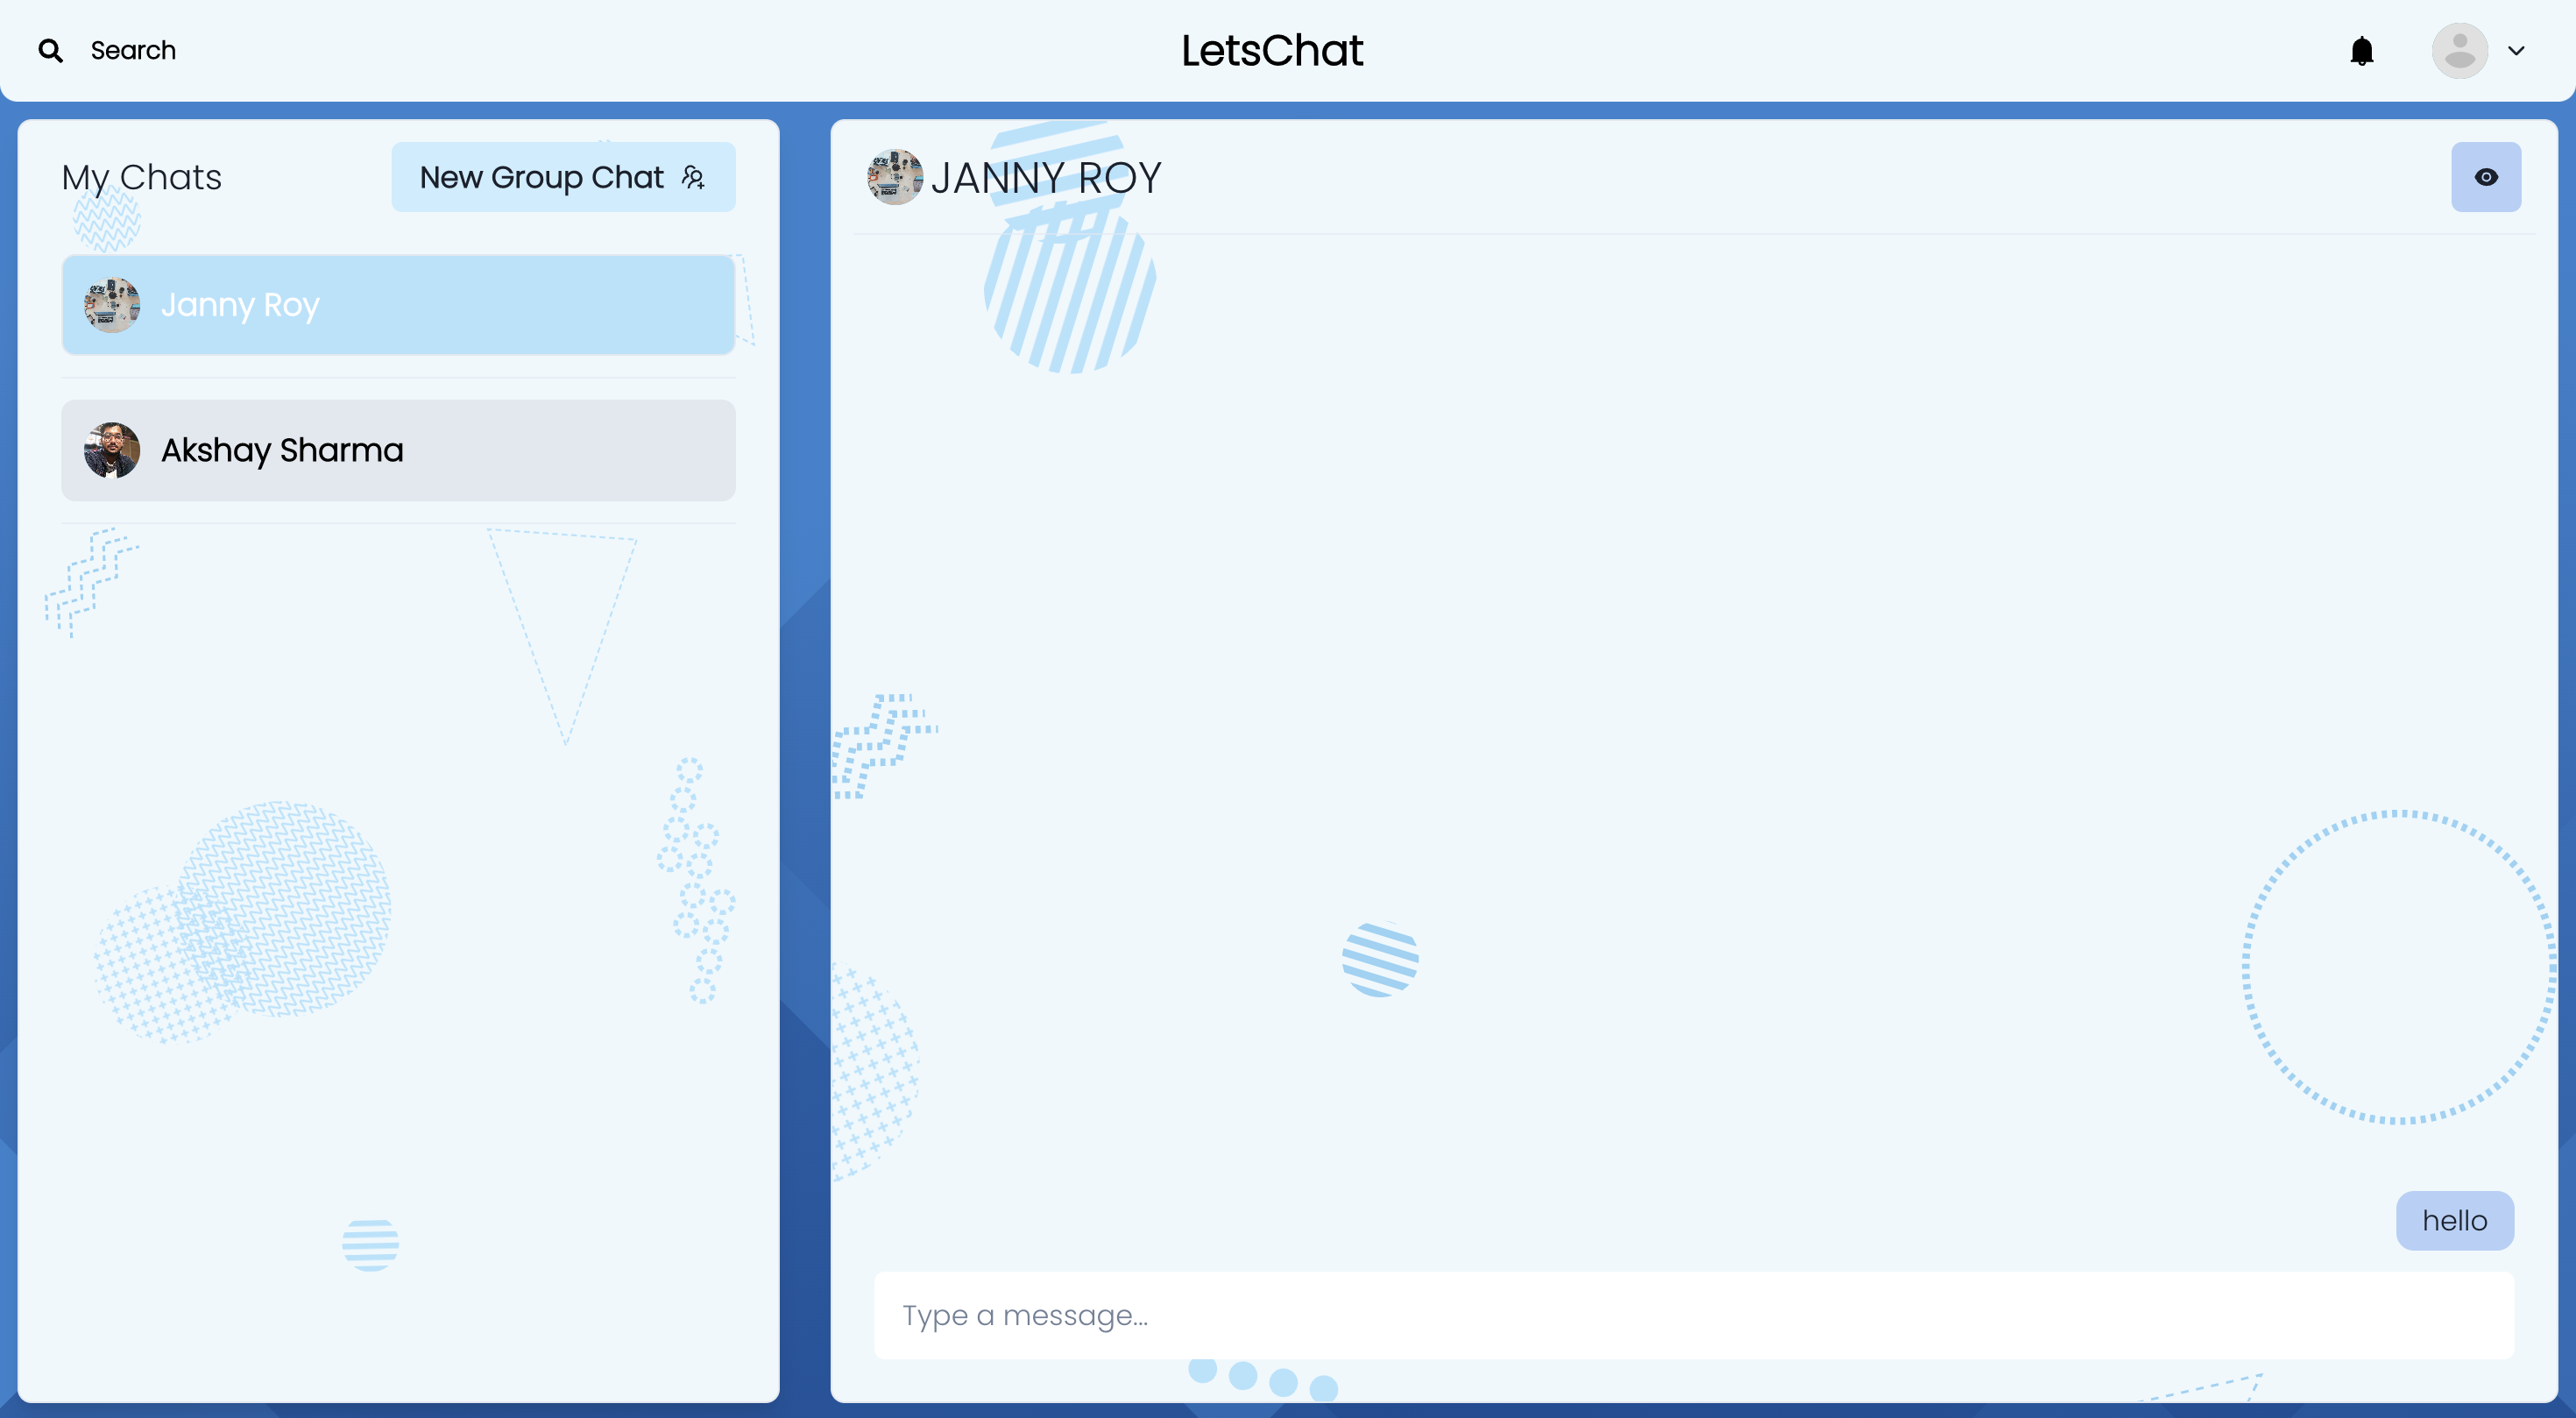 Search
LetsChat
My Chats
New Group Chat
Janny Roy
Akshay Sharma
JANNY ROY
hello
Type a message...